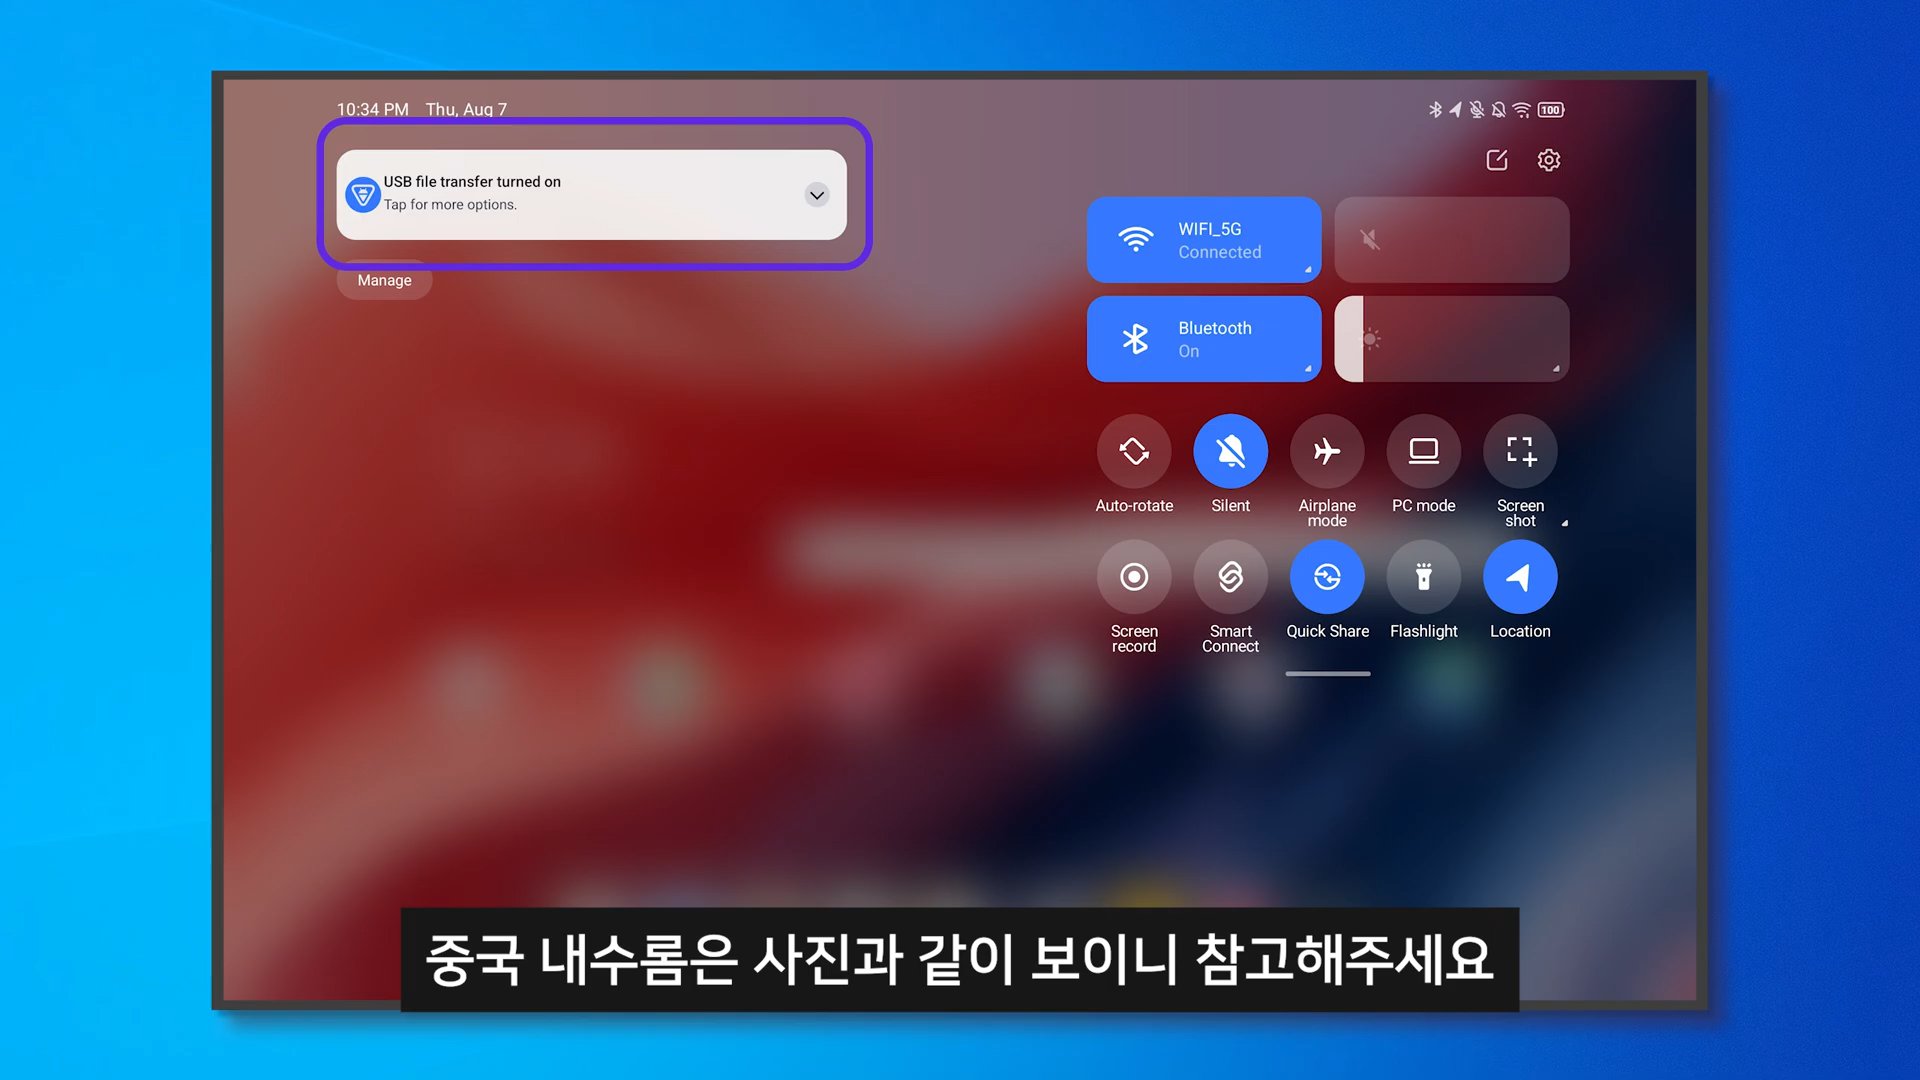 10:34 PM Thu, Aug 7
100
USB file transfer turned on
Tap for more options.
Manage
WIFI_5G
Connected
Bluetooth
On
Auto-rotate
Silent
Airplane
mode
PC mode
Screen
shot
Screen
record
Smart
Connect
Quick Share
Flashlight
Location
중국 내수롬은 사진과 같이 보이니 참고해주세요